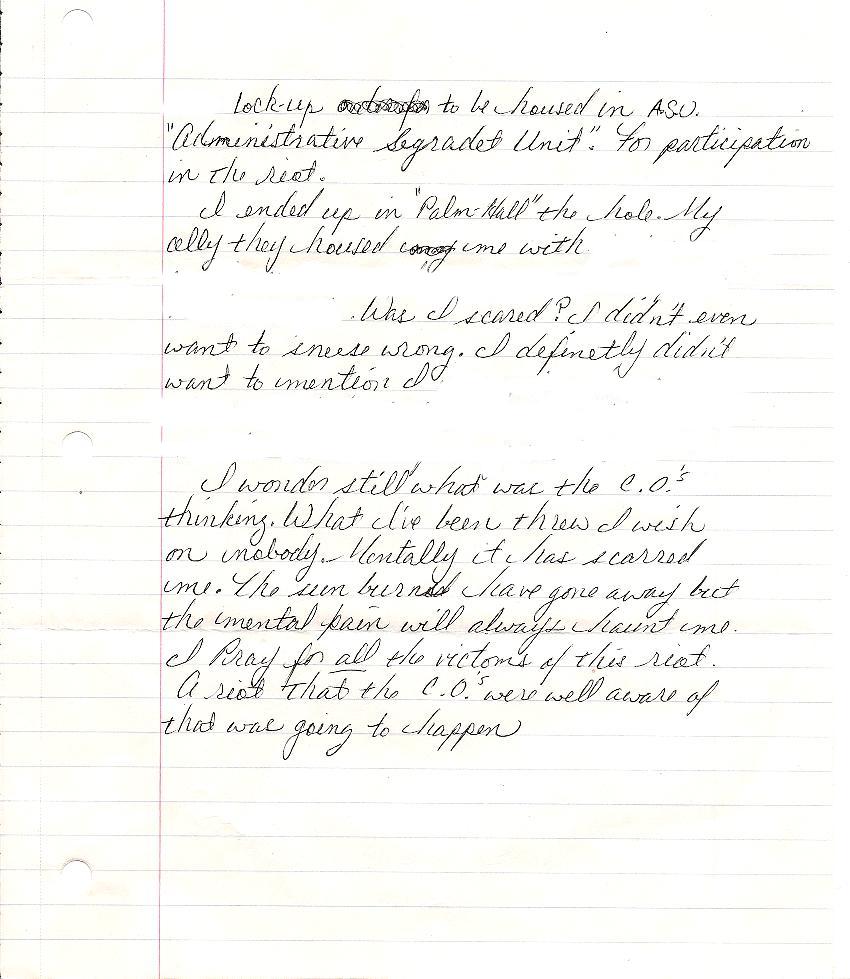 lock-up to be housed in ASU.
"Administrative Segradet Unit". For participation
in the riot.
I ended up in "Palm-Hall" the hole. My
celly they housed me with
Was I scared? I didn't even
want to sneese wrong. I definetly didn't
want to mention I
I wonder still what was the C.O.'s
thinking. What I've been threw I wish
on nobody. Mentally it has scarred
me. The sun burns have gone away but
the mental pain will always haunt me.
I Pray for all the victoms of this riot.
A riot that the C.O.'s were well aware of
that was going to happen